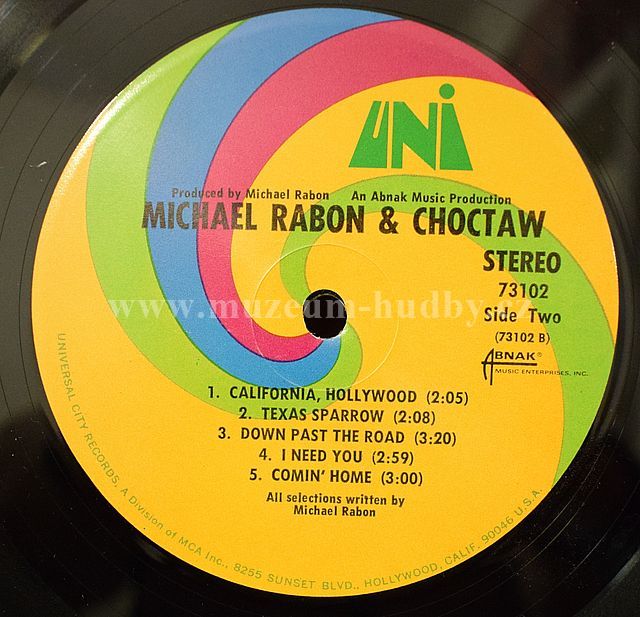 UNI
Produced by Michael Rabon An Abnak Music Production
MICHAEL RABON & CHOCTAW
STEREO
73102
Side Two
(73102 B)
ABNAK®
MUSIC ENTERPRISES, INC.
www.muzeum-hudby.cz
1. CALIFORNIA, HOLLYWOOD (2:05)
2. TEXAS SPARROW (2:08)
3. DOWN PAST THE ROAD (3:20)
4. I NEED YOU (2:59)
5. COMIN' HOME (3:00)
All selections written by
Michael Rabon
UNIVERSAL CITY RECORDS, A Division of MCA Inc., 8255 SUNSET BLVD., HOLLYWOOD, CALIF. 90046 U.S.A.